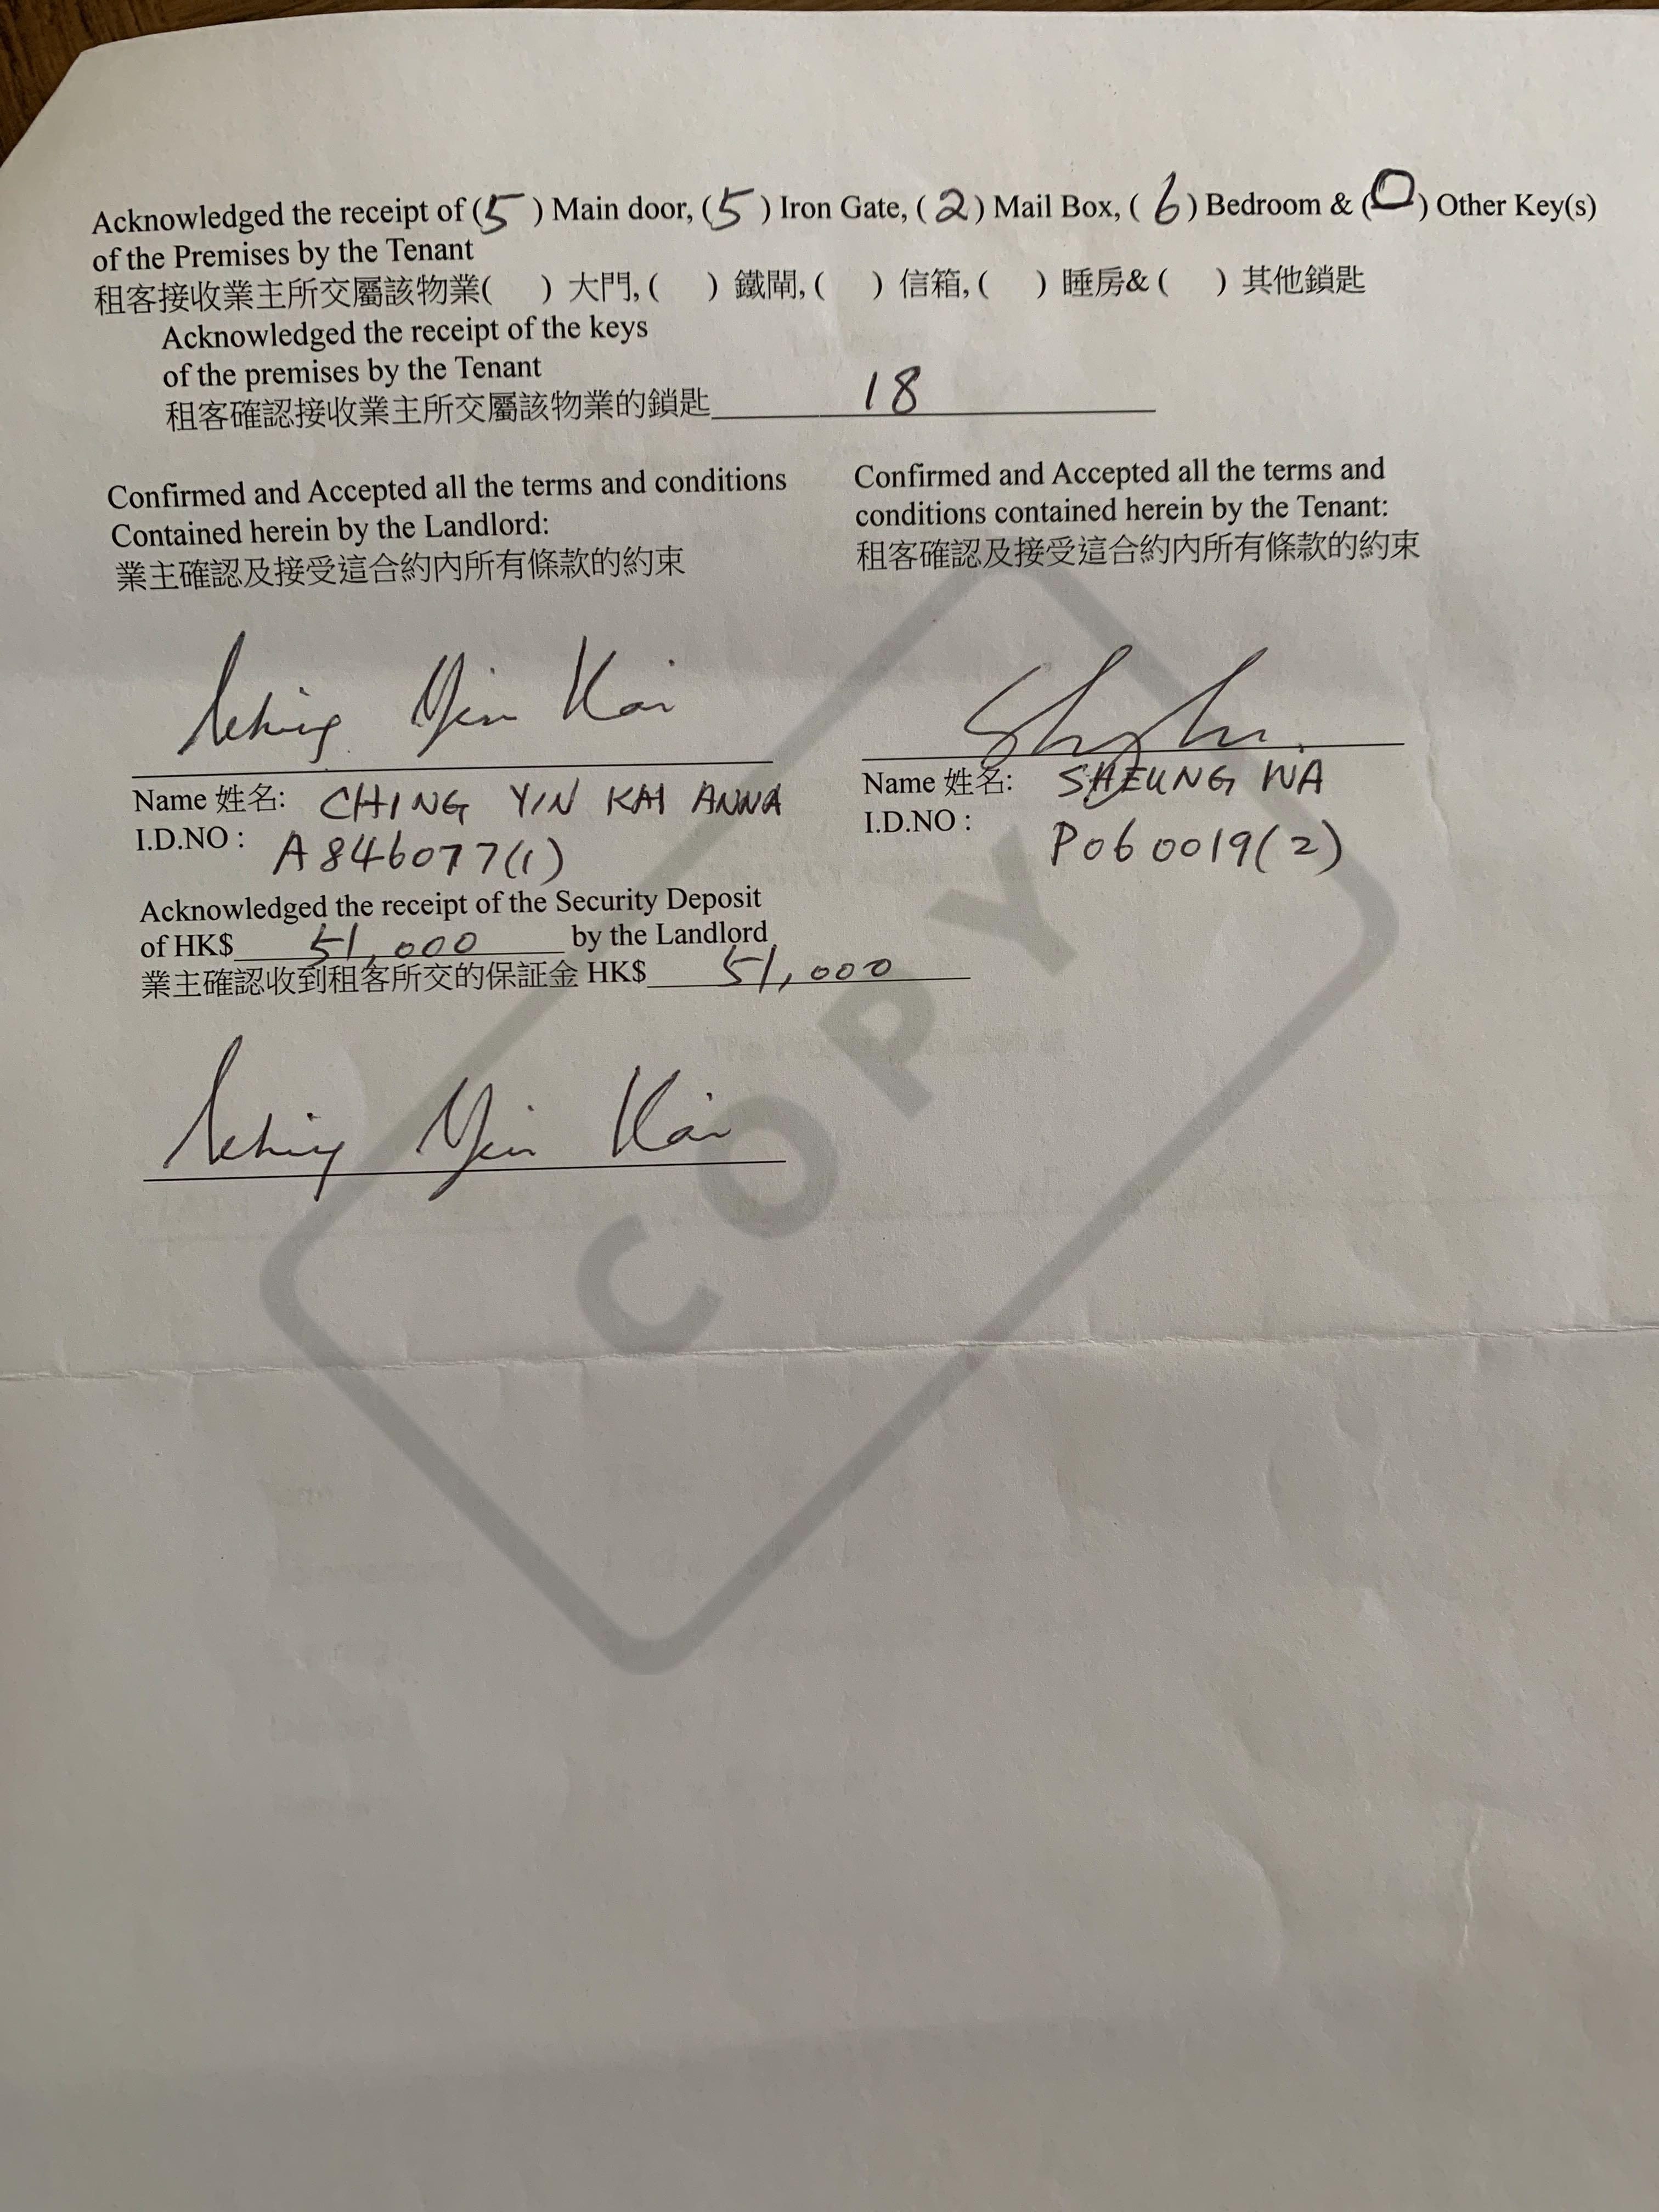 Acknowledged the receipt of (5) Main door, (5) Iron Gate, (2) Mail Box, (6) Bedroom & (0) Other Key(s)
of the Premises by the Tenant
租客接收業主所交屬該物業(    ) 大門, (    ) 鐵閘, (    ) 信箱, (    ) 睡房& (    ) 其他鎖匙
Acknowledged the receipt of the keys
of the premises by the Tenant
租客確認接收業主所交屬該物業的鎖匙 18
Confirmed and Accepted all the terms and conditions
Contained herein by the Landlord:
業主確認及接受這合約內所有條款的約束
Confirmed and Accepted all the terms and
conditions contained herein by the Tenant:
租客確認及接受這合約內所有條款的約束
Ching Yin Kai
Name 姓名: CHING YIN KAI ANNA
I.D.NO : A846077(1)
Name 姓名: SHEUNG WA
I.D.NO : P060019(2)
Acknowledged the receipt of the Security Deposit
of HK$ 51,000 by the Landlord
業主確認收到租客所交的保証金 HK$ 51,000
Ching Yin Kai
COPY